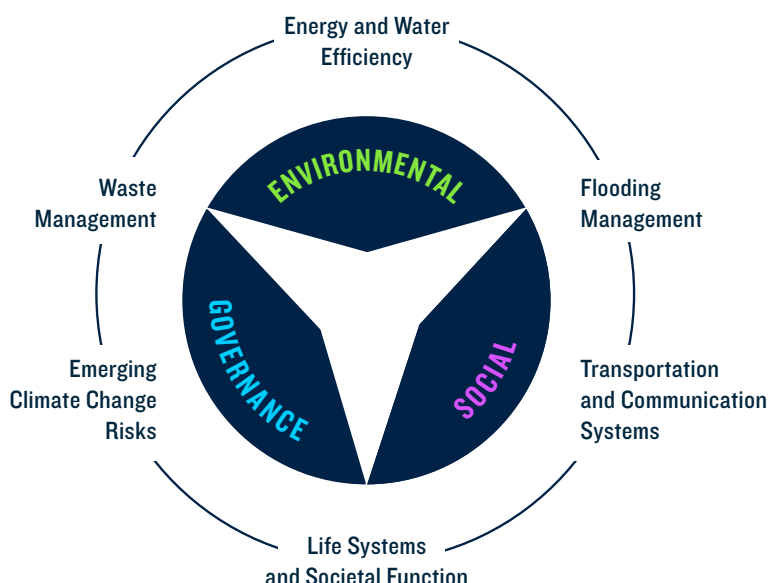 Energy and Water
Efficiency
ENVIRONMENTAL
Waste
Management
Flooding
Management
GOVERNANCE
SOCIAL
Emerging
Climate Change
Risks
Transportation
and Communication
Systems
Life Systems
and Societal Function